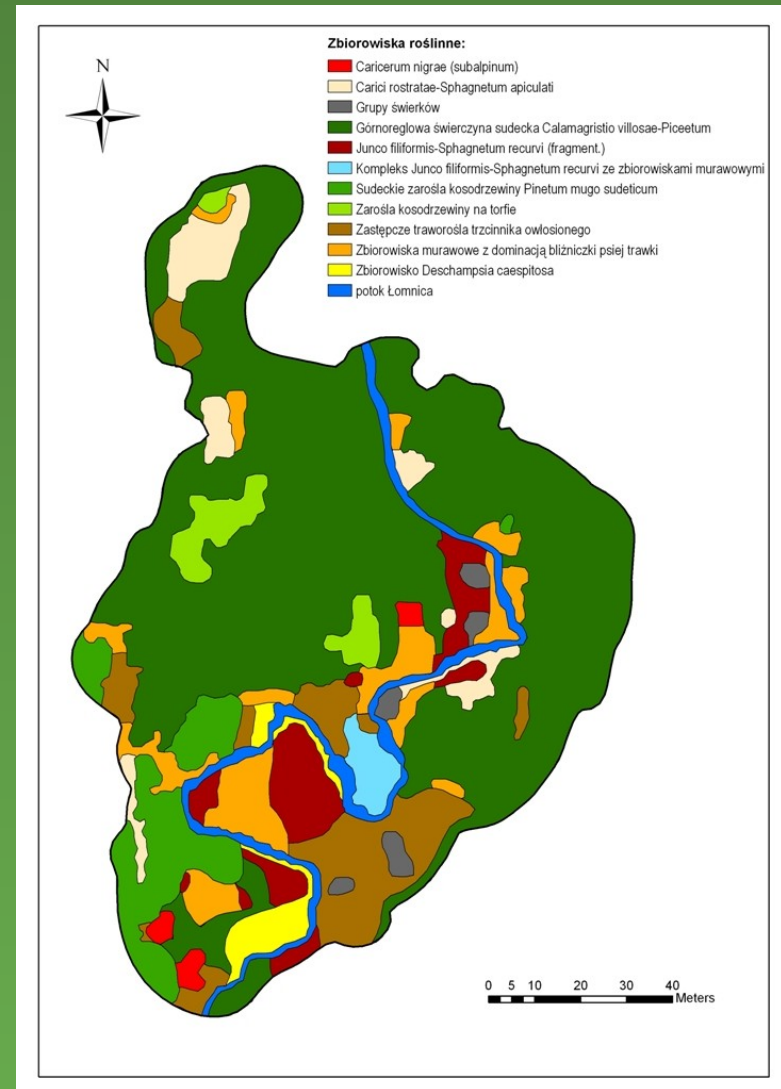 Zbiorowiska roślinne:
N
Caricerum nigrae (subalpinum)
Carici rostratae-Sphagnetum apiculati
Grupy świerków
Górnoreglowa świerczyna sudecka Calamagristio villosae-Piceetum
Junco filiformis-Sphagnetum recurvi (fragment.)
Kompleks Junco filiformis-Sphagnetum recurvi ze zbiorowiskami murawowymi
Sudeckie zarośla kosodrzewiny Pinetum mugo sudeticum
Zarośla kosodrzewiny na torfie
Zastępcze traworośla trzcinnika owłosionego
Zbiorowiska murawowe z dominacją bliźniczki psiej trawki
Zbiorowisko Deschampsia caespitosa
potok Łomnica
0 5 10 20 30 40
Meters